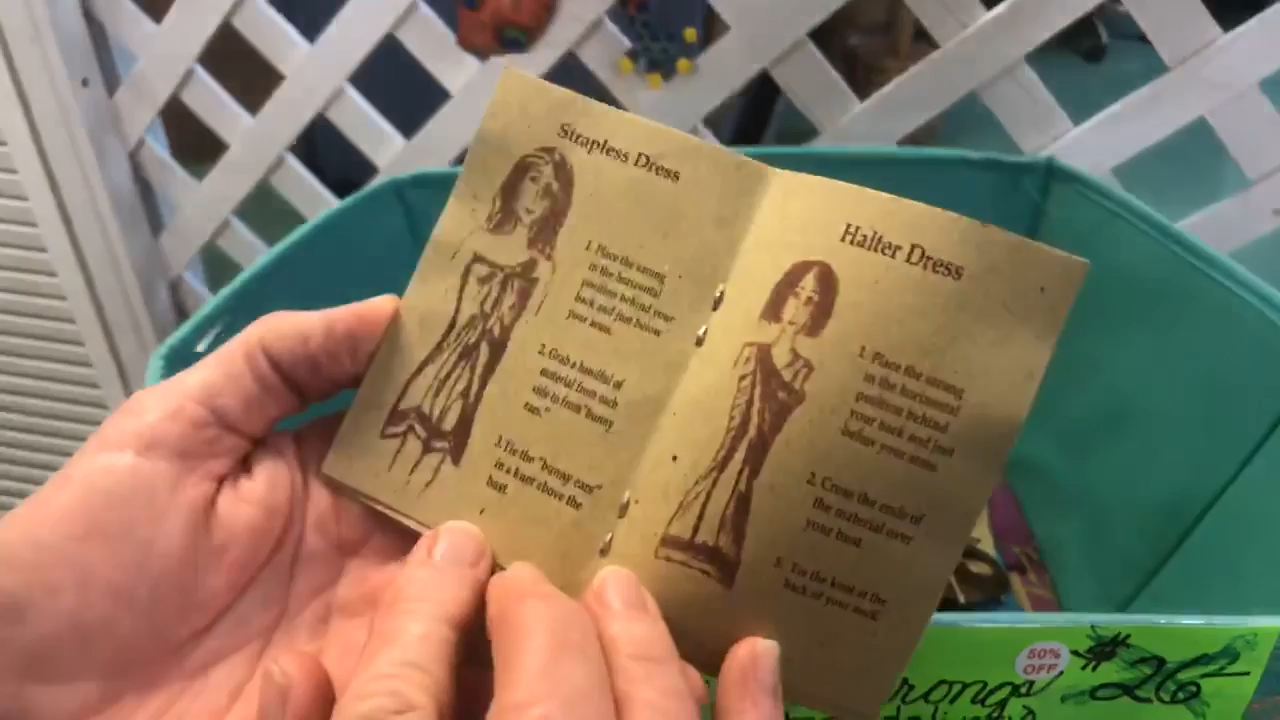 Strapless Dress
1. Place the sarong
in the horizontal
position behind your
back and just below
your arms.
2. Grab a handful of
material from each
side to from "bunny
ears."
3. Tie the "bunny ears"
in a knot above the
bust.
Halter Dress
1. Place the sarong
in the horizontal
position behind
your back and just
below your arms.
2. Cross the ends of
the material over
your bust.
3. Tie the knot at the
back of your neck.
50%
OFF
rongs
#26